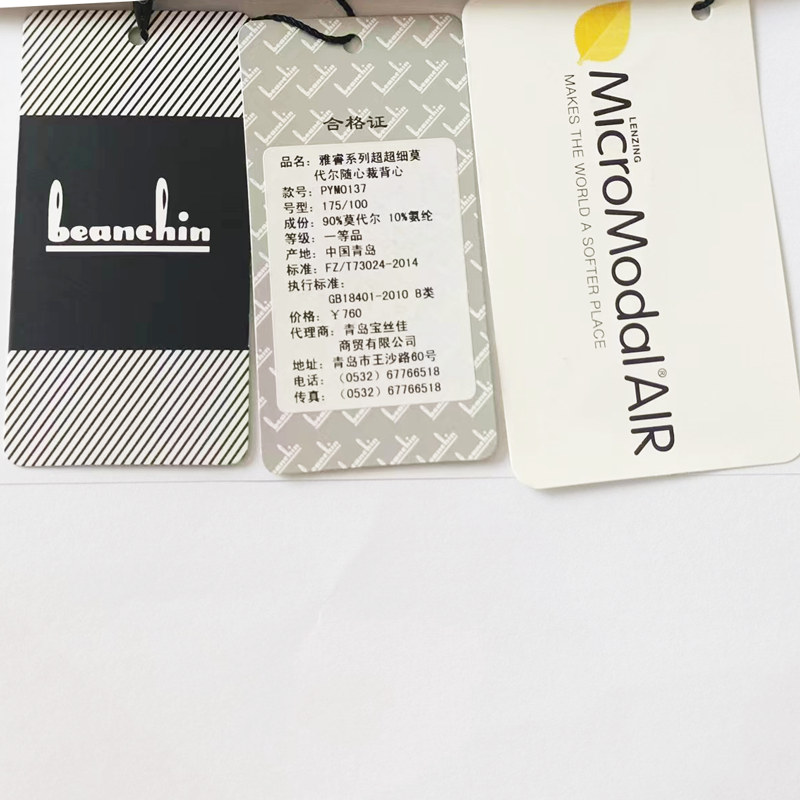 beanchin
合格证
品名：雅睿系列超超细莫
代尔随心裁背心
款号：PYM0137
号型：175/100
成份：90%莫代尔 10%氨纶
等级：一等品
产地：中国青岛
标准：FZ/T73024-2014
执行标准：
GB18401-2010 B类
价格：￥760
代理商：青岛宝丝佳
商贸有限公司
地址：青岛市王沙路60号
电话：（0532）67766518
传真：（0532）67766518
LENZING
MicroModal® AIR
MAKES THE WORLD A SOFTER PLACE